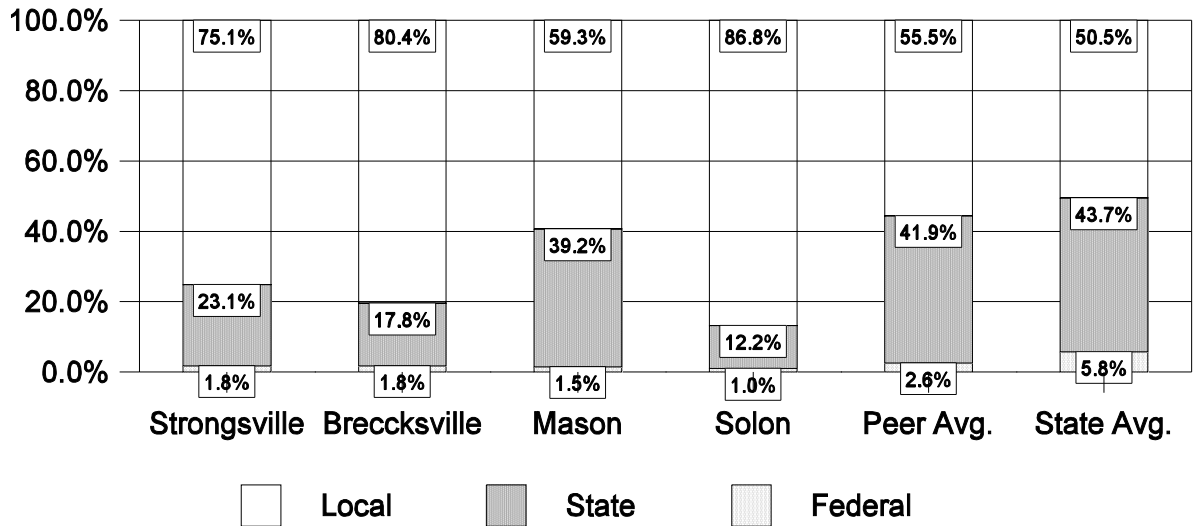 100.0%
75.1% 80.4% 59.3% 86.8% 55.5% 50.5%
80.0%
60.0%
40.0%
39.2% 41.9% 43.7%
20.0%
23.1% 17.8% 12.2%
0.0%
1.8% 1.8% 1.5% 1.0% 2.6% 5.8%
Strongsville Breccksville Mason Solon Peer Avg. State Avg.
Local State Federal